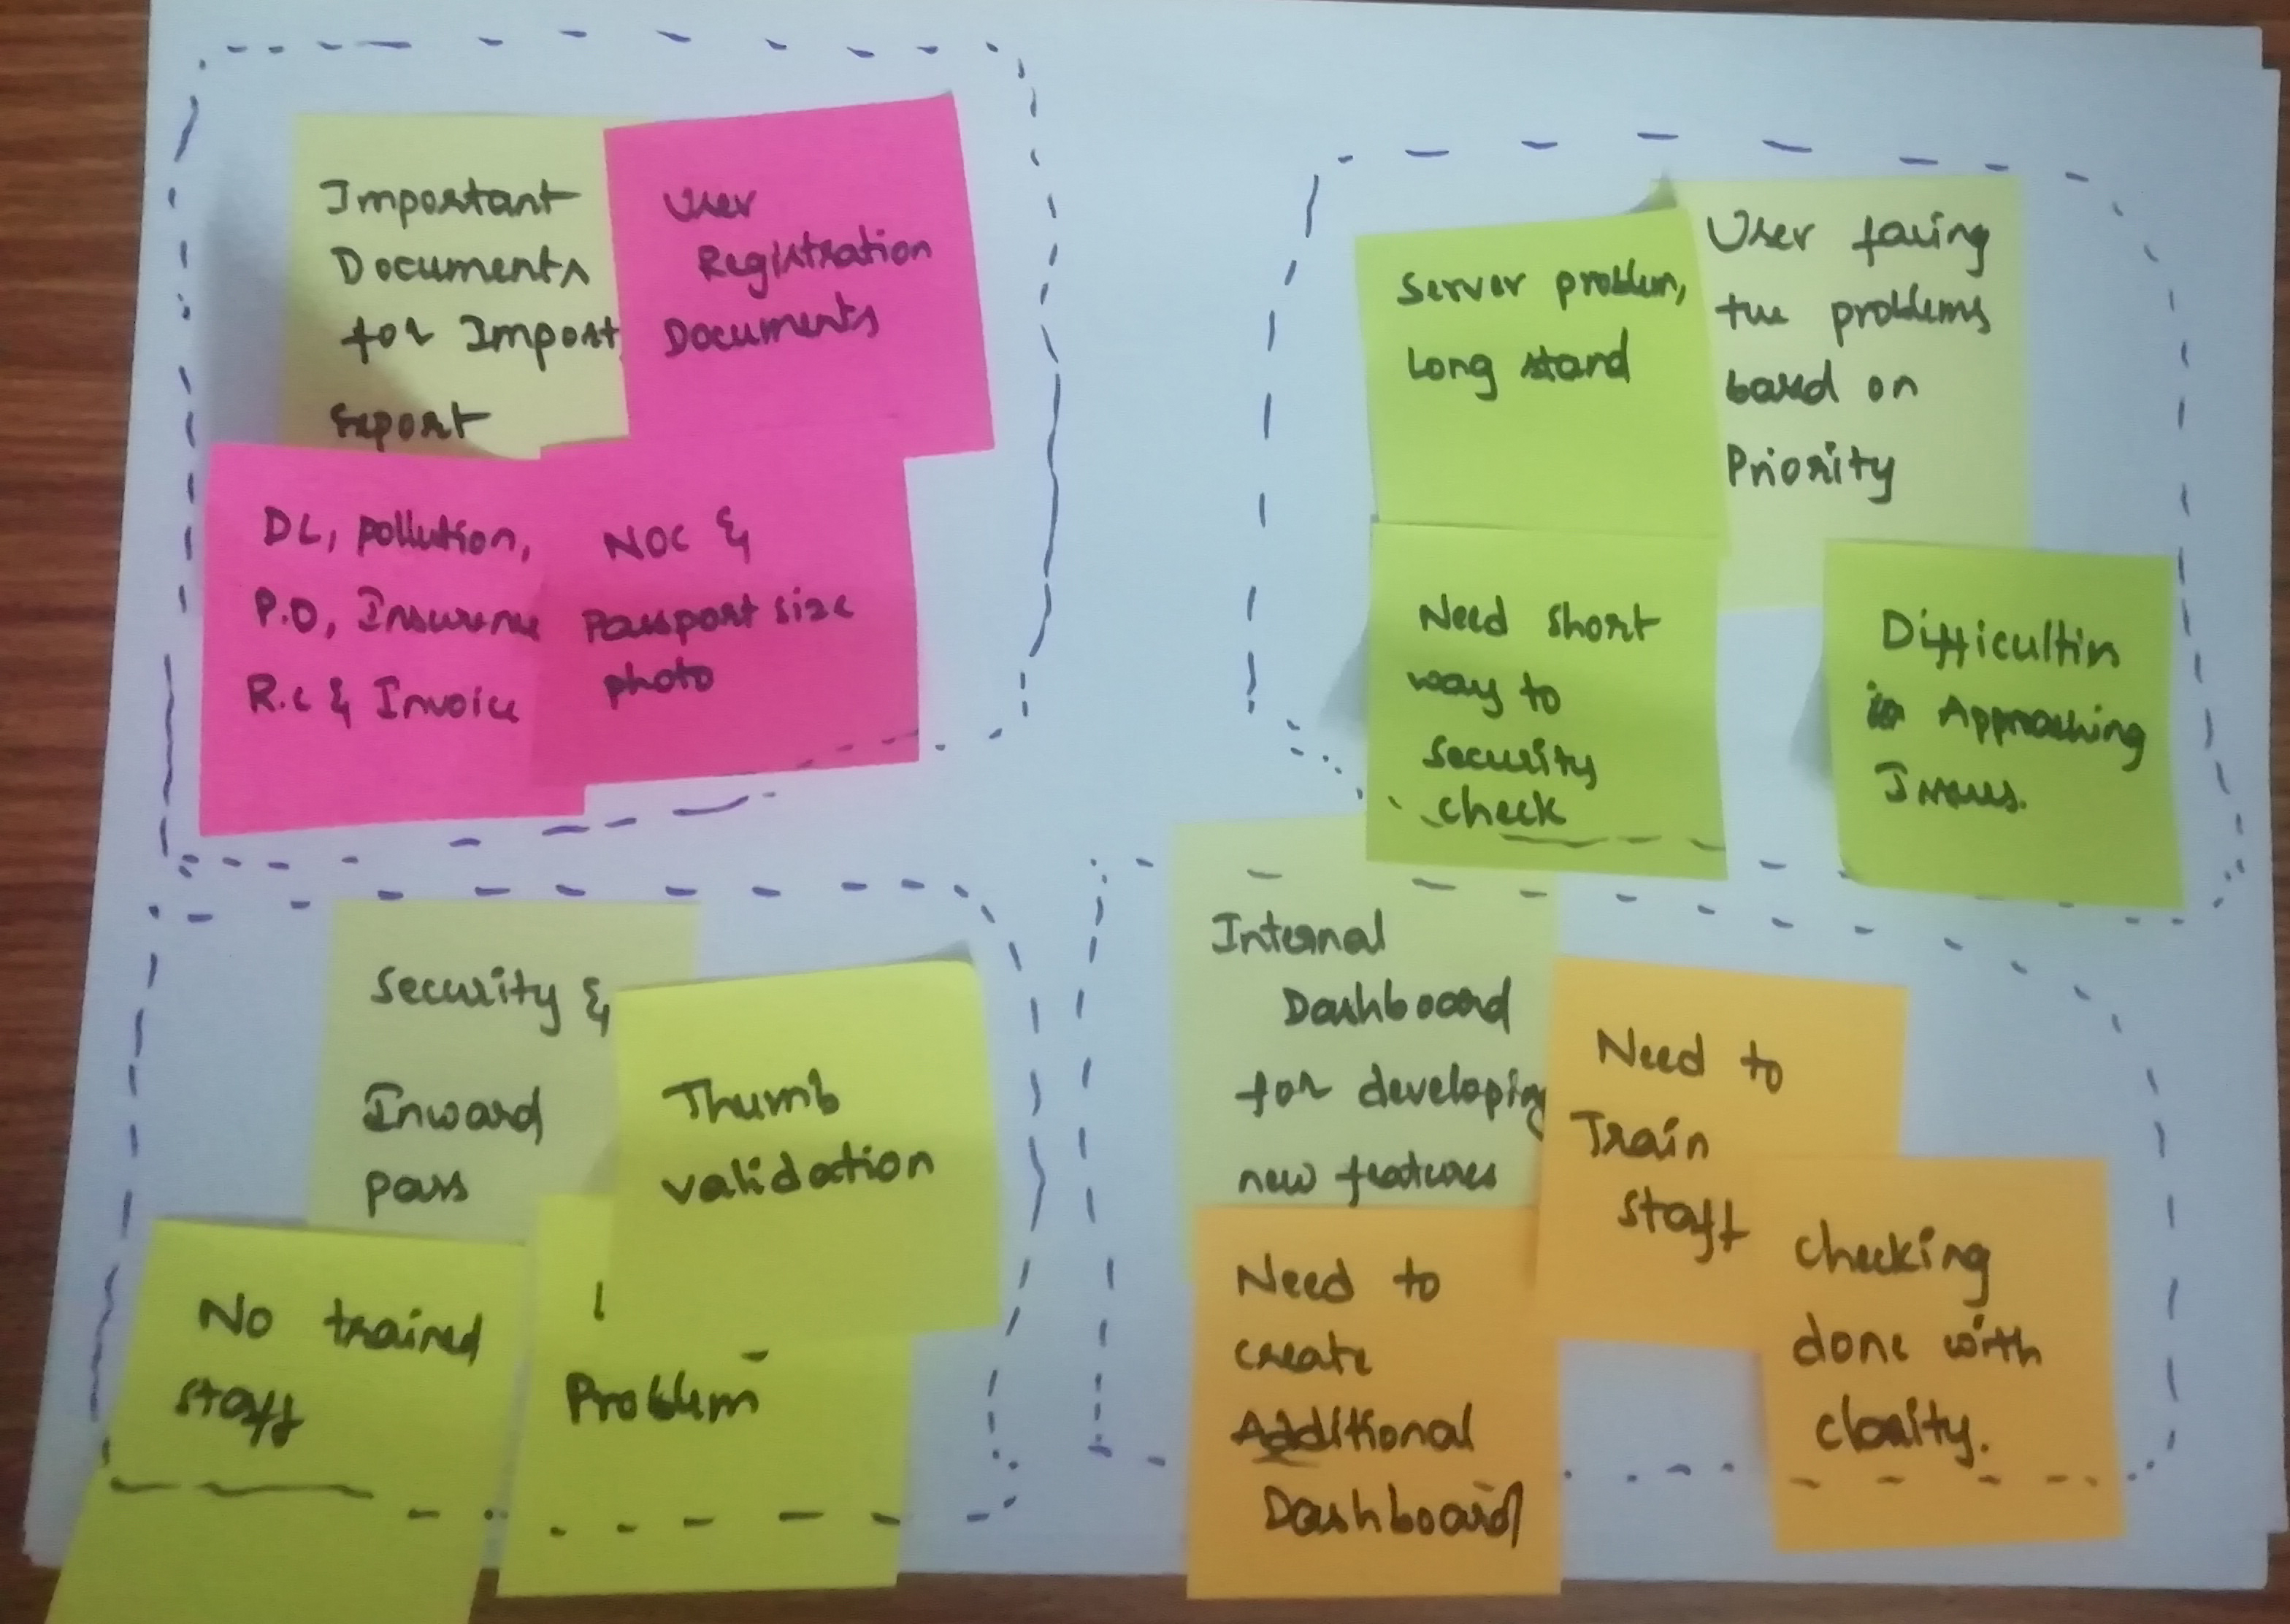 Important
Documents
for Import
Export
User
Registration
Documents
DL, pollution,
P.O, Insurene
R.c & Invoice
NOC &
Passport size
photo
Server problem,
Long stand
User facing
the problems
based on
Priority
Need short
way to
Security
check
Difficulties
in Approaching
Issues.
Security &
Inward
pass
Thumb
validation
No trained
staff
Problem
Internal
Dashboard
for developing
new features
Need to
Train
staff
Need to
create
Additional
Dashboard
checking
done with
clarity.